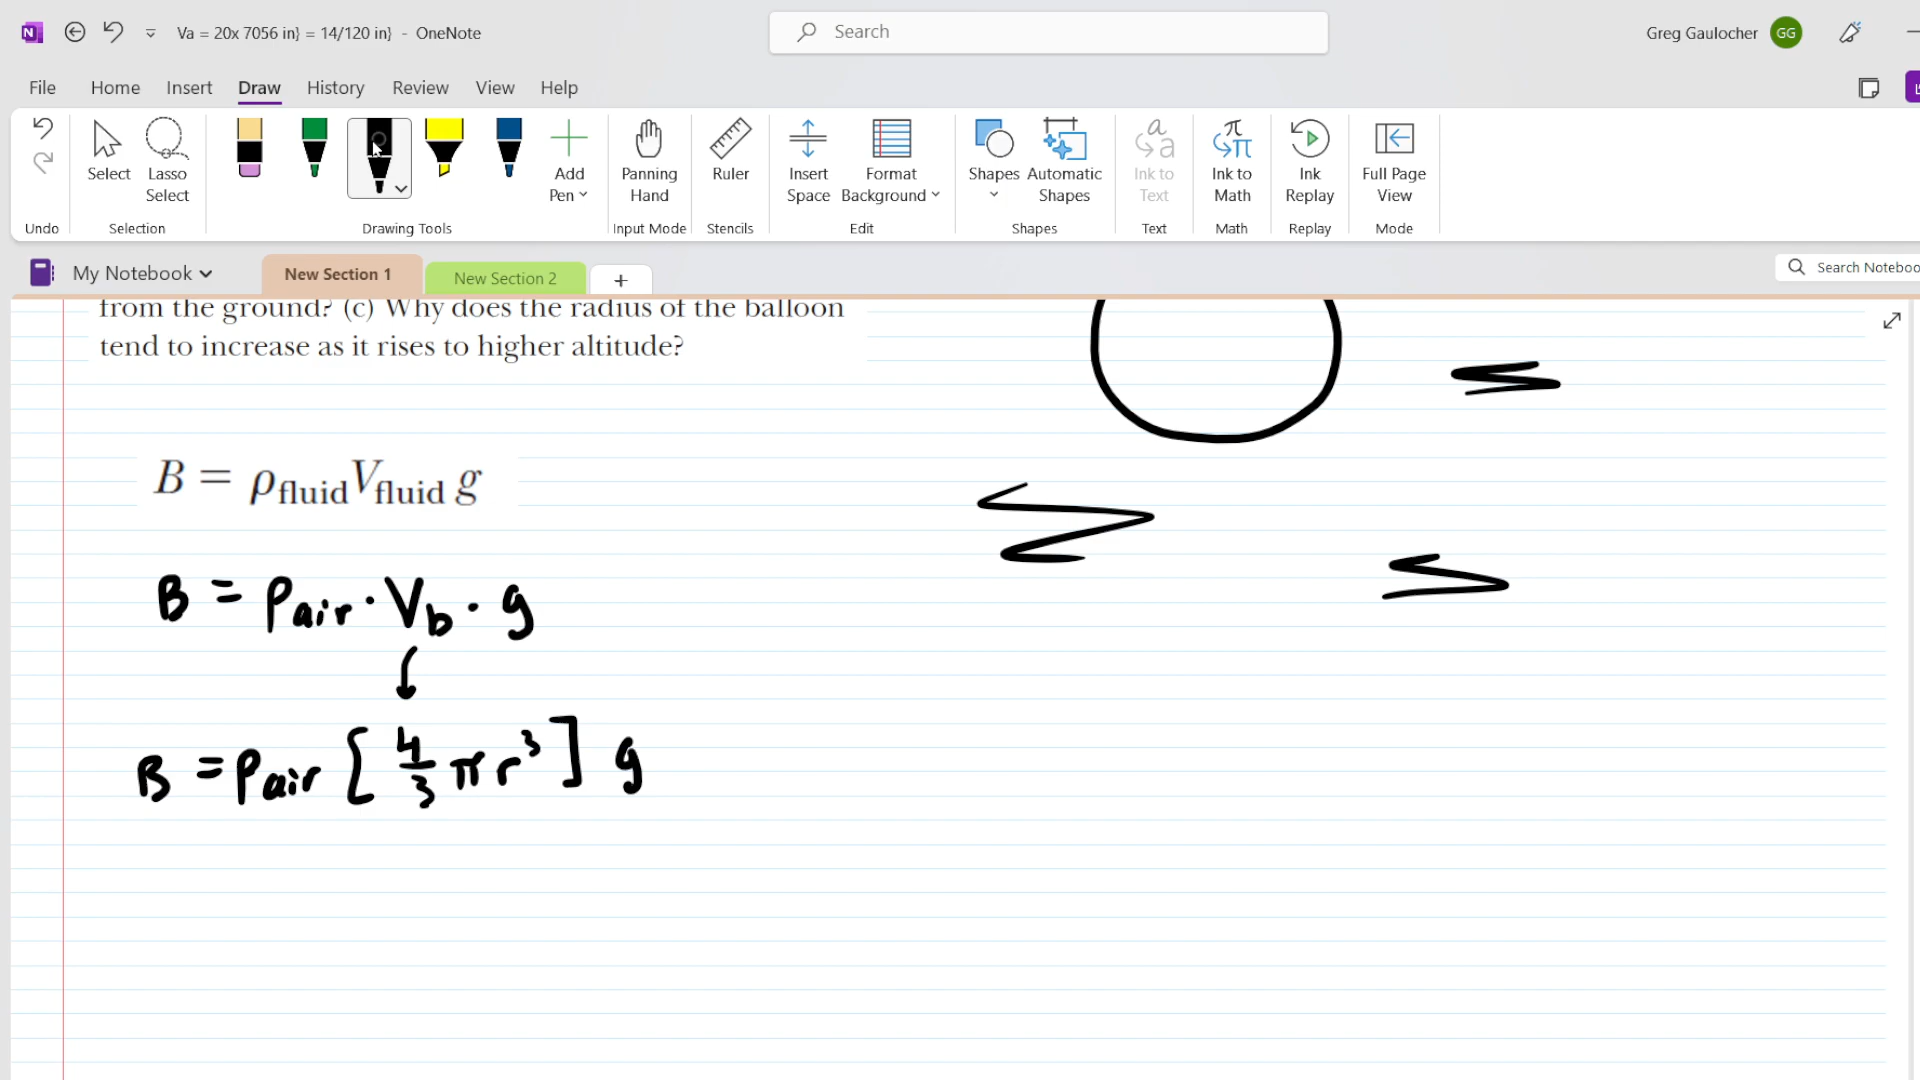 Va = 20x 7056 in} = 14/120 in} - OneNote
Search
Greg Gaulocher GG
File Home Insert Draw History Review View Help
Select
Lasso Select
Add Pen
Panning Hand
Ruler
Insert Space
Format Background
Shapes
Automatic Shapes
Ink to Text
Ink to Math
Ink Replay
Full Page View
Undo Selection Drawing Tools Input Mode Stencils Edit Shapes Text Math Replay Mode
My Notebook New Section 1 New Section 2 + Search Noteboo
from the ground? (c) Why does the radius of the balloon
tend to increase as it rises to higher altitude?
B = ρfluid Vfluid g
B = ρair · Vb · g
B = ρair [ 4/3 πr³ ] g